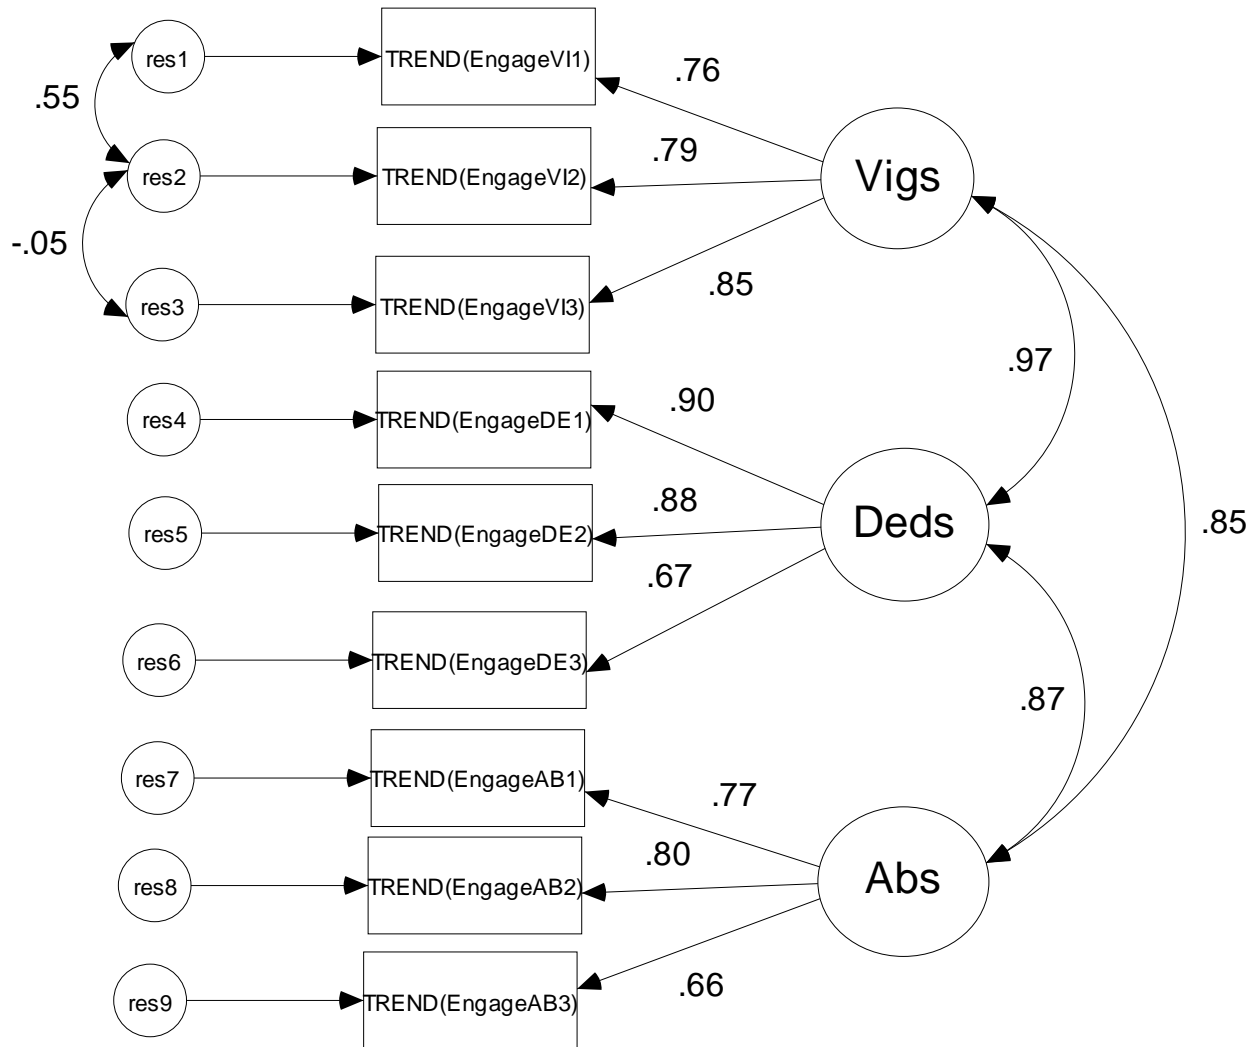 res1
TREND(EngageVI1)
.76
.55
res2
TREND(EngageVI2)
.79
Vigs
-.05
res3
TREND(EngageVI3)
.85
.97
res4
TREND(EngageDE1)
.90
res5
TREND(EngageDE2)
.88
Deds
.85
.67
res6
TREND(EngageDE3)
.87
res7
TREND(EngageAB1)
.77
res8
TREND(EngageAB2)
.80
Abs
res9
TREND(EngageAB3)
.66